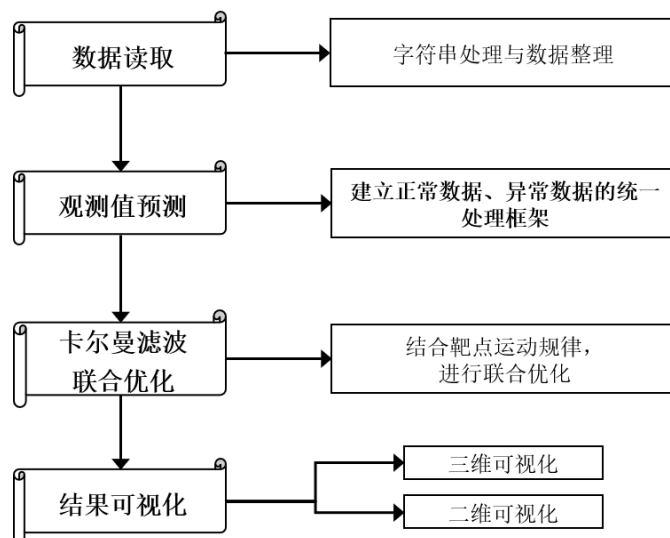 数据读取
字符串处理与数据整理
观测值预测
建立正常数据、异常数据的统一
处理框架
卡尔曼滤波
联合优化
结合靶点运动规律，
进行联合优化
结果可视化
三维可视化
二维可视化